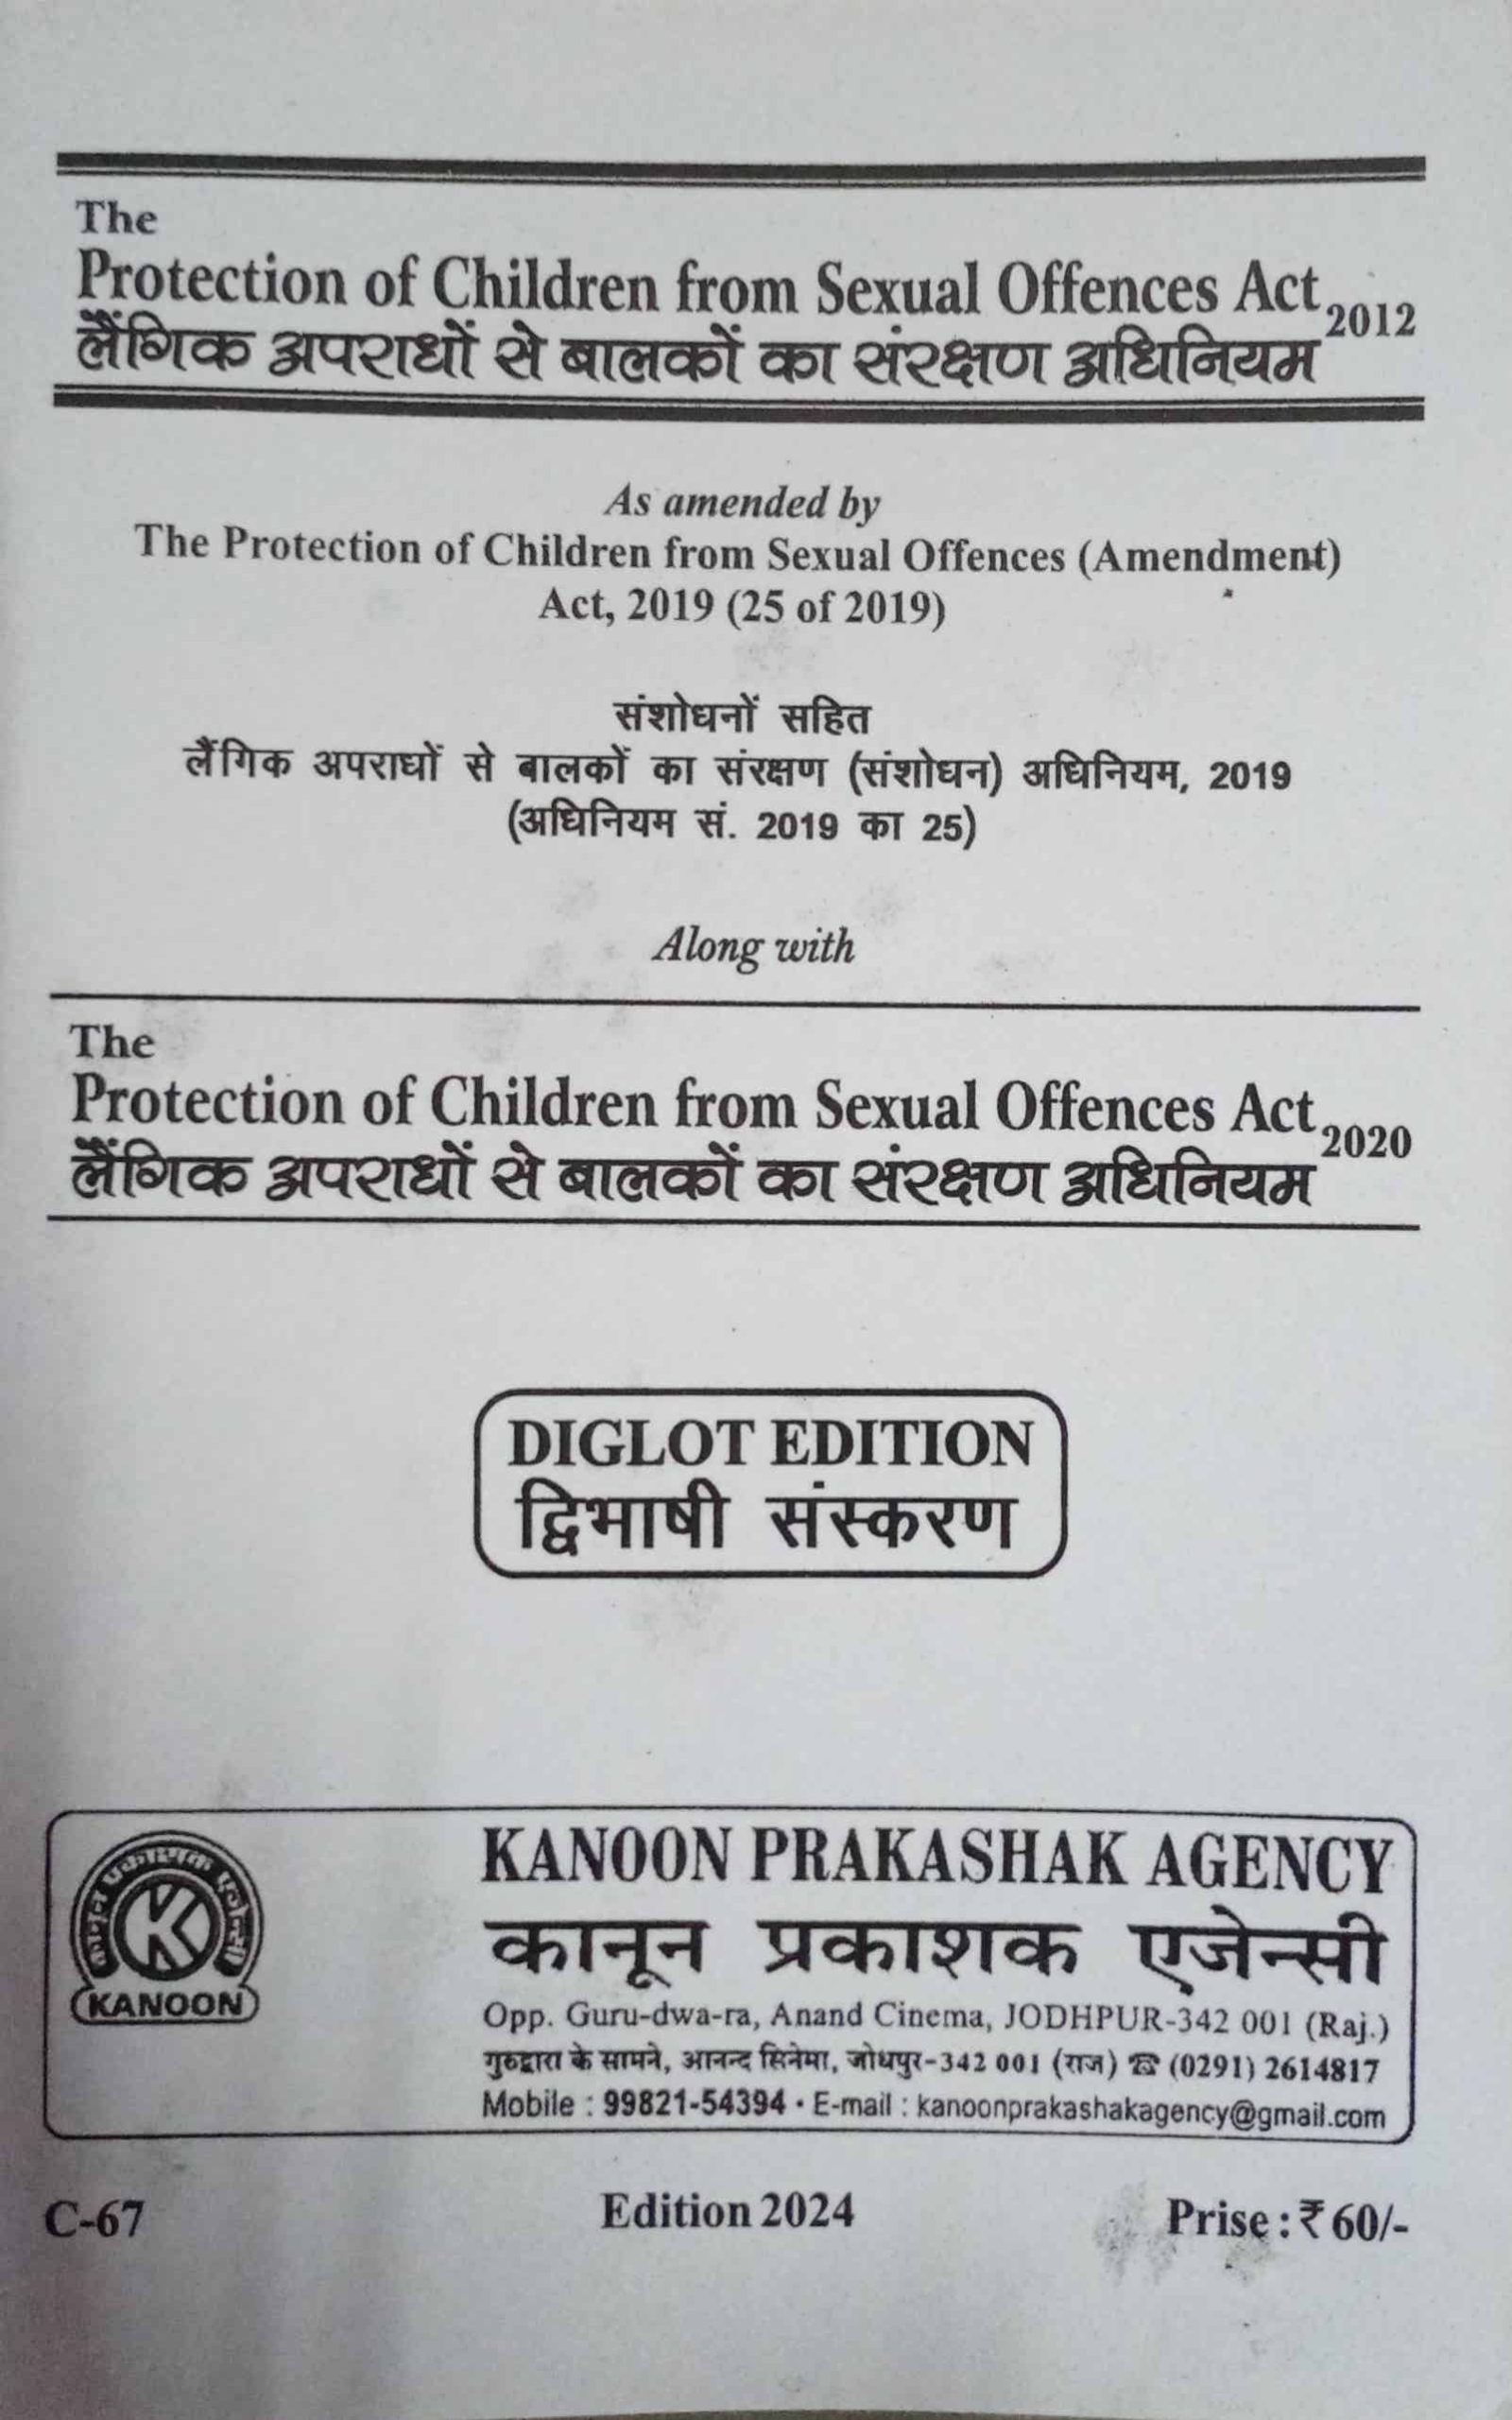 The
Protection of Children from Sexual Offences Act, 2012
लैंगिक अपराधों से बालकों का संरक्षण अधिनियम
As amended by
The Protection of Children from Sexual Offences (Amendment)
Act, 2019 (25 of 2019)
संशोधनों सहित
लैंगिक अपराधों से बालकों का संरक्षण (संशोधन) अधिनियम, 2019
(अधिनियम सं. 2019 का 25)
Along with
The
Protection of Children from Sexual Offences Act, 2020
लैंगिक अपराधों से बालकों का संरक्षण अधिनियम
DIGLOT EDITION
द्विभाषी संस्करण
कानून प्रकाशक एजेन्सी
K
KANOON
KANOON PRAKASHAK AGENCY
कानून प्रकाशक एजेन्सी
Opp. Guru-dwa-ra, Anand Cinema, JODHPUR-342 001 (Raj.)
गुरुद्वारा के सामने, आनन्द सिनेमा, जोधपुर-342 001 (राज) ☎ (0291) 2614817
Mobile : 99821-54394 • E-mail : kanoonprakashakagency@gmail.com
C-67
Edition 2024
Prise : ₹ 60/-